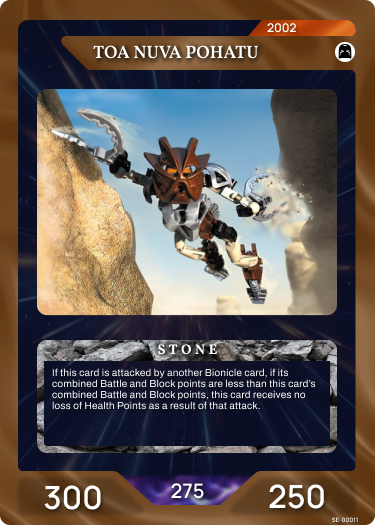 2002
TOA NUVA POHATU
STONE
If this card is attacked by another Bionicle card, if its
combined Battle and Block points are less than this card's
combined Battle and Block points, this card receives no
loss of Health Points as a result of that attack.
300
275
250
SE-00011